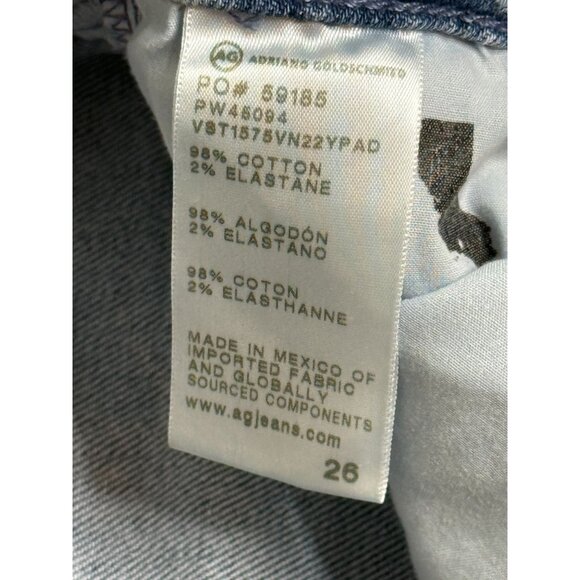 AG ADRIANO GOLDSCHMIED
PO# 59185
PW45094
VST1575VN22YPAD
98% COTTON
2% ELASTANE
98% ALGODÓN
2% ELASTANO
98% COTON
2% ELASTHANNE
MADE IN MEXICO OF
IMPORTED FABRIC
AND GLOBALLY
SOURCED COMPONENTS
www.agjeans.com
26